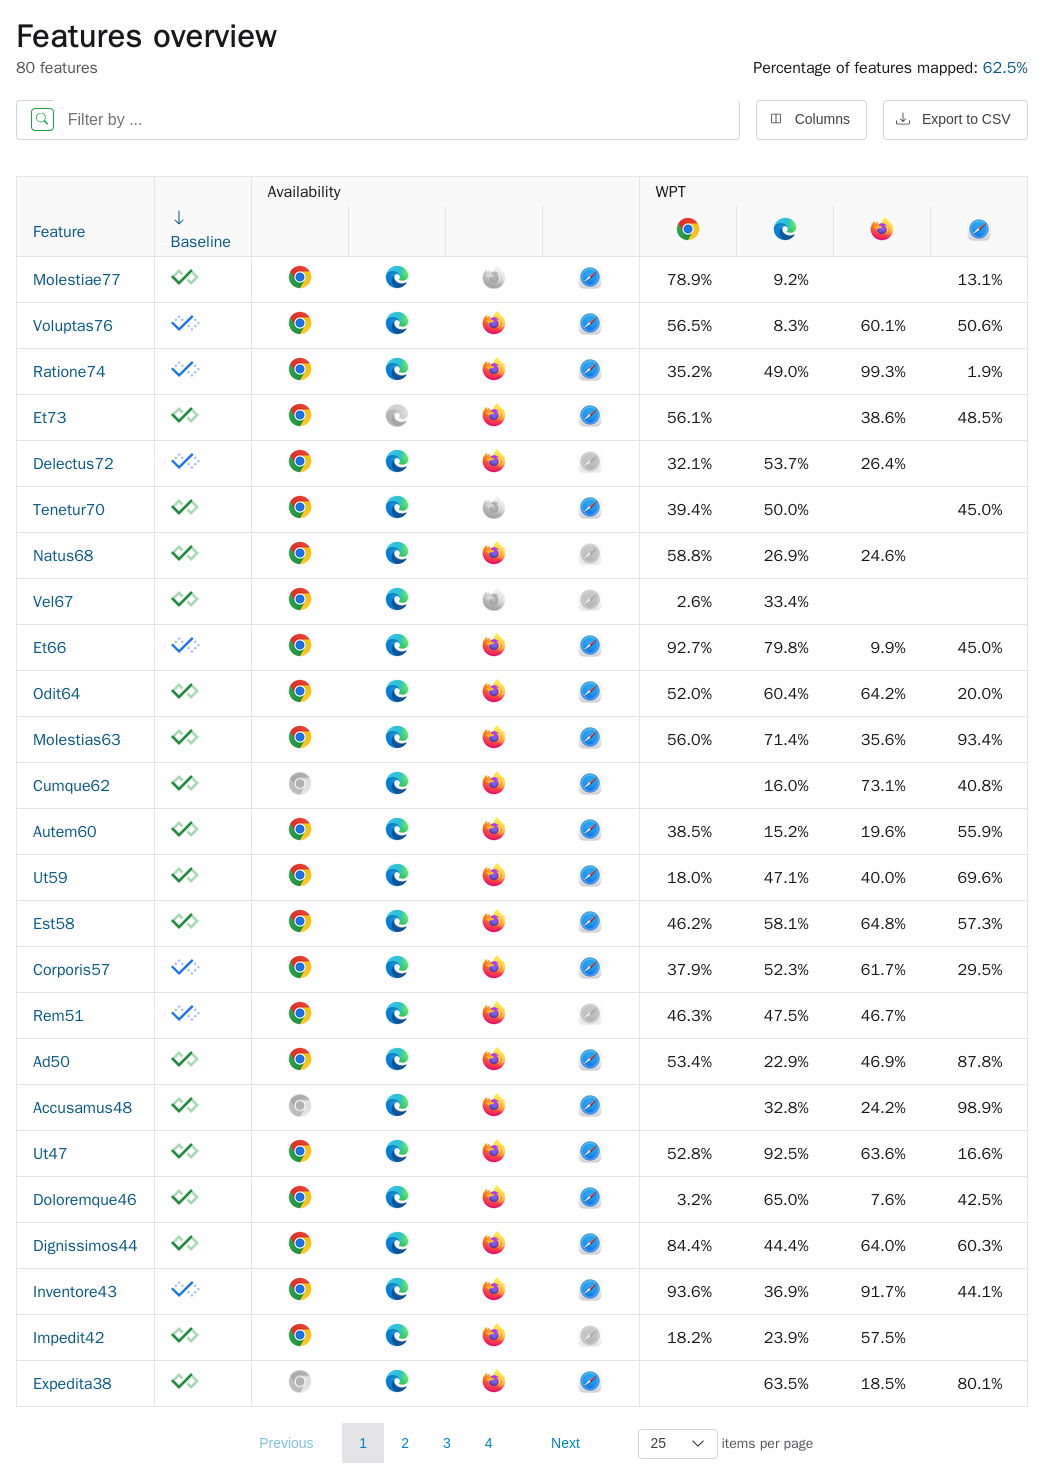 Features overview
80 features
Percentage of features mapped: 62.5%
Filter by ...
Columns
Export to CSV
Availability WPT
Feature Baseline
Molestiae77 78.9% 9.2% 13.1%
Voluptas76 56.5% 8.3% 60.1% 50.6%
Ratione74 35.2% 49.0% 99.3% 1.9%
Et73 56.1% 38.6% 48.5%
Delectus72 32.1% 53.7% 26.4%
Tenetur70 39.4% 50.0% 45.0%
Natus68 58.8% 26.9% 24.6%
Vel67 2.6% 33.4%
Et66 92.7% 79.8% 9.9% 45.0%
Odit64 52.0% 60.4% 64.2% 20.0%
Molestias63 56.0% 71.4% 35.6% 93.4%
Cumque62 16.0% 73.1% 40.8%
Autem60 38.5% 15.2% 19.6% 55.9%
Ut59 18.0% 47.1% 40.0% 69.6%
Est58 46.2% 58.1% 64.8% 57.3%
Corporis57 37.9% 52.3% 61.7% 29.5%
Rem51 46.3% 47.5% 46.7%
Ad50 53.4% 22.9% 46.9% 87.8%
Accusamus48 32.8% 24.2% 98.9%
Ut47 52.8% 92.5% 63.6% 16.6%
Doloremque46 3.2% 65.0% 7.6% 42.5%
Dignissimos44 84.4% 44.4% 64.0% 60.3%
Inventore43 93.6% 36.9% 91.7% 44.1%
Impedit42 18.2% 23.9% 57.5%
Expedita38 63.5% 18.5% 80.1%
Previous 1 2 3 4 Next 25 items per page